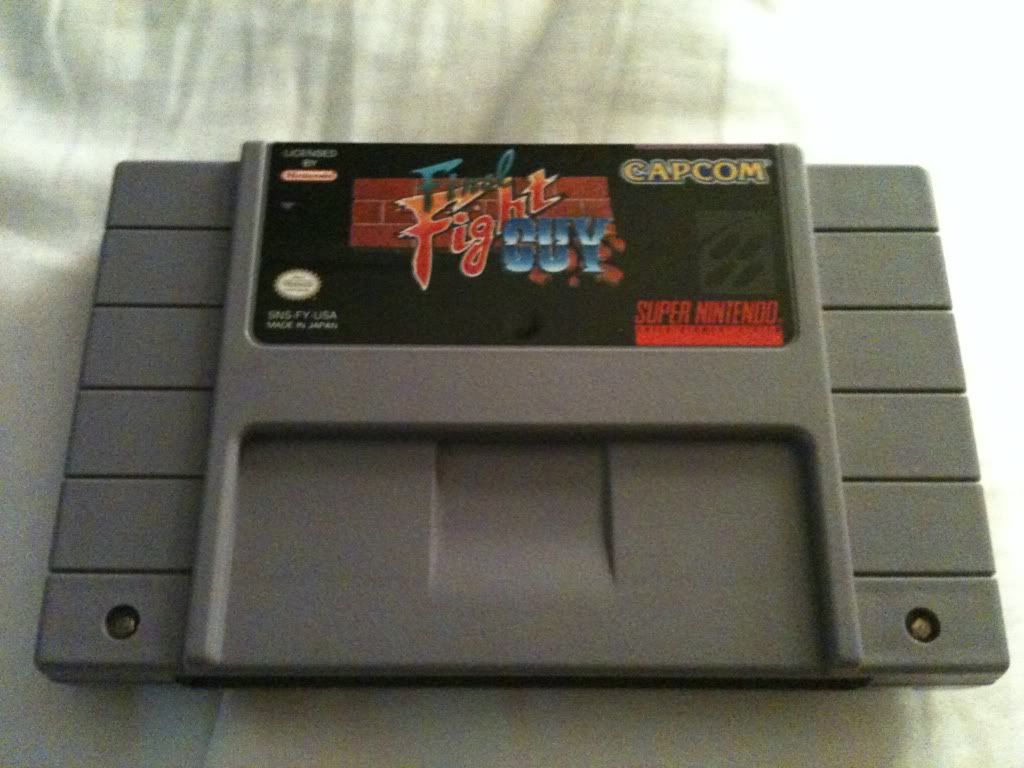 LICENSED
BY
Nintendo
Final
Fight
GUY
CAPCOM
SNS-FY-USA
MADE IN JAPAN
SUPER NINTENDO